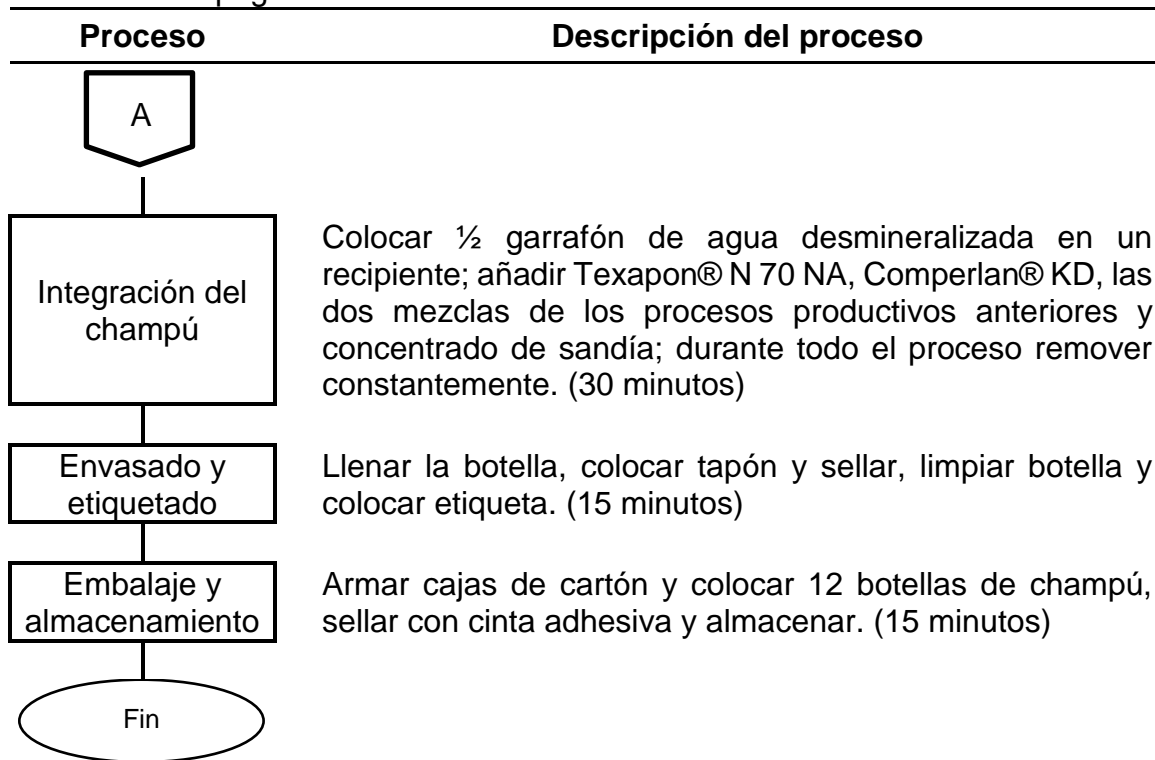 Proceso Descripción del proceso
A
Integración del
champú
Colocar ½ garrafón de agua desmineralizada en un
recipiente; añadir Texapon® N 70 NA, Comperlan® KD, las
dos mezclas de los procesos productivos anteriores y
concentrado de sandía; durante todo el proceso remover
constantemente. (30 minutos)
Envasado y
etiquetado
Llenar la botella, colocar tapón y sellar, limpiar botella y
colocar etiqueta. (15 minutos)
Embalaje y
almacenamiento
Armar cajas de cartón y colocar 12 botellas de champú,
sellar con cinta adhesiva y almacenar. (15 minutos)
Fin